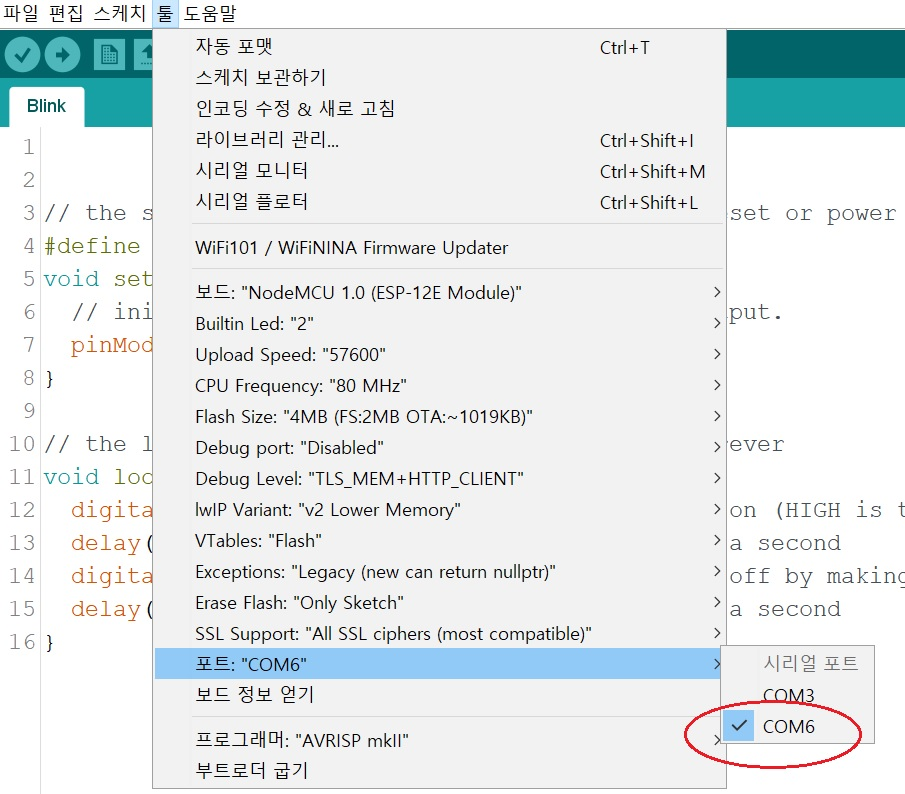 파일 편집 스케치 툴 도움말
자동 포맷 Ctrl+T
스케치 보관하기
인코딩 수정 & 새로 고침
라이브러리 관리... Ctrl+Shift+I
시리얼 모니터 Ctrl+Shift+M
시리얼 플로터 Ctrl+Shift+L
WiFi101 / WiFiNINA Firmware Updater
보드: "NodeMCU 1.0 (ESP-12E Module)"
Builtin Led: "2"
Upload Speed: "57600"
CPU Frequency: "80 MHz"
Flash Size: "4MB (FS:2MB OTA:~1019KB)"
Debug port: "Disabled"
Debug Level: "TLS_MEM+HTTP_CLIENT"
lwIP Variant: "v2 Lower Memory"
VTables: "Flash"
Exceptions: "Legacy (new can return nullptr)"
Erase Flash: "Only Sketch"
SSL Support: "All SSL ciphers (most compatible)"
포트: "COM6"
보드 정보 얻기
프로그래머: "AVRISP mkII"
부트로더 굽기
시리얼 포트
COM3
COM6
Blink
1
2
3 // the s set or power
4 #define
5 void set
6 // ini put.
7 pinMod
8 }
9
10 // the l ever
11 void loo
12 digita on (HIGH is t
13 delay( a second
14 digita off by making
15 delay( a second
16 }